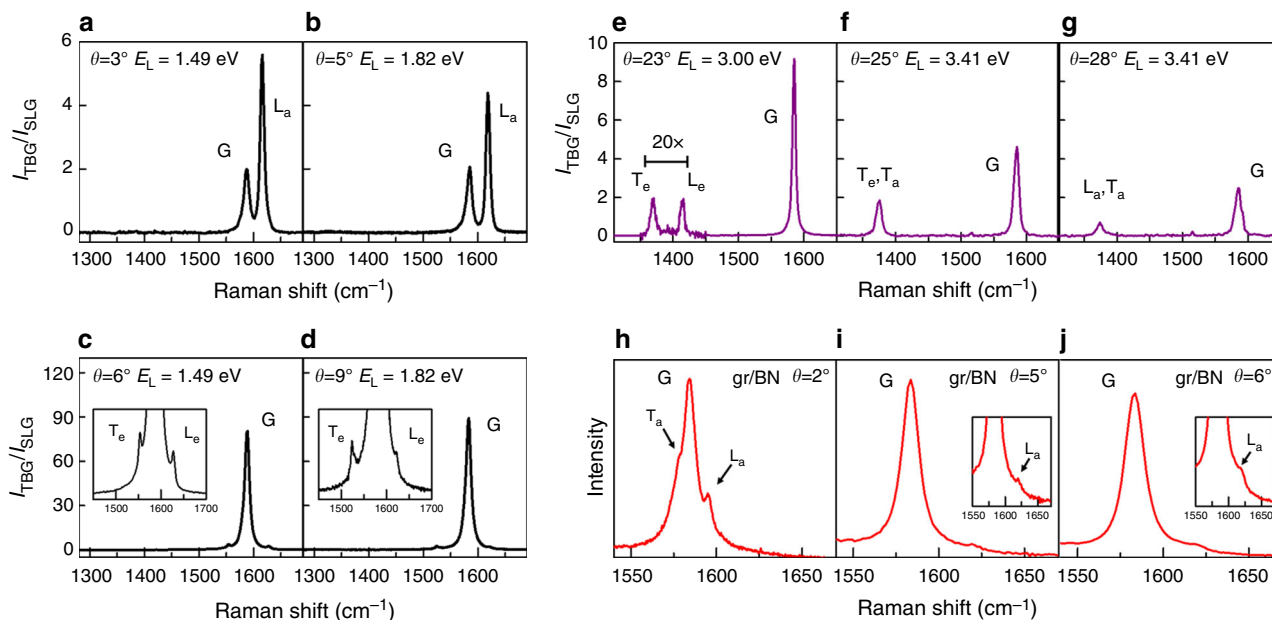 a
b
θ=3° E_L = 1.49 eV
θ=5° E_L = 1.82 eV
6
4
2
0
I_TBG/I_SLG
G
L_a
G
L_a
1300 1400 1500 1600
1300 1400 1500 1600
Raman shift (cm⁻¹)
e
f
g
θ=23° E_L = 3.00 eV
θ=25° E_L = 3.41 eV
θ=28° E_L = 3.41 eV
10
8
6
4
2
0
I_TBG/I_SLG
20×
T_e
L_e
G
T_e,T_a
G
L_a,T_a
G
1400 1500 1600
1400 1500 1600
1400 1500 1600
Raman shift (cm⁻¹)
c
d
θ=6° E_L = 1.49 eV
θ=9° E_L = 1.82 eV
120
90
60
30
0
I_TBG/I_SLG
T_e
L_e
1500 1600 1700
G
T_e
L_e
1500 1600 1700
G
1300 1400 1500 1600
1300 1400 1500 1600
Raman shift (cm⁻¹)
h
i
j
Intensity
G
gr/BN θ=2°
T_a
L_a
G
gr/BN θ=5°
L_a
1550 1600 1650
G
gr/BN θ=6°
L_a
1550 1600 1650
1550 1600
1550 1600 1650
1550 1600 1650
Raman shift (cm⁻¹)